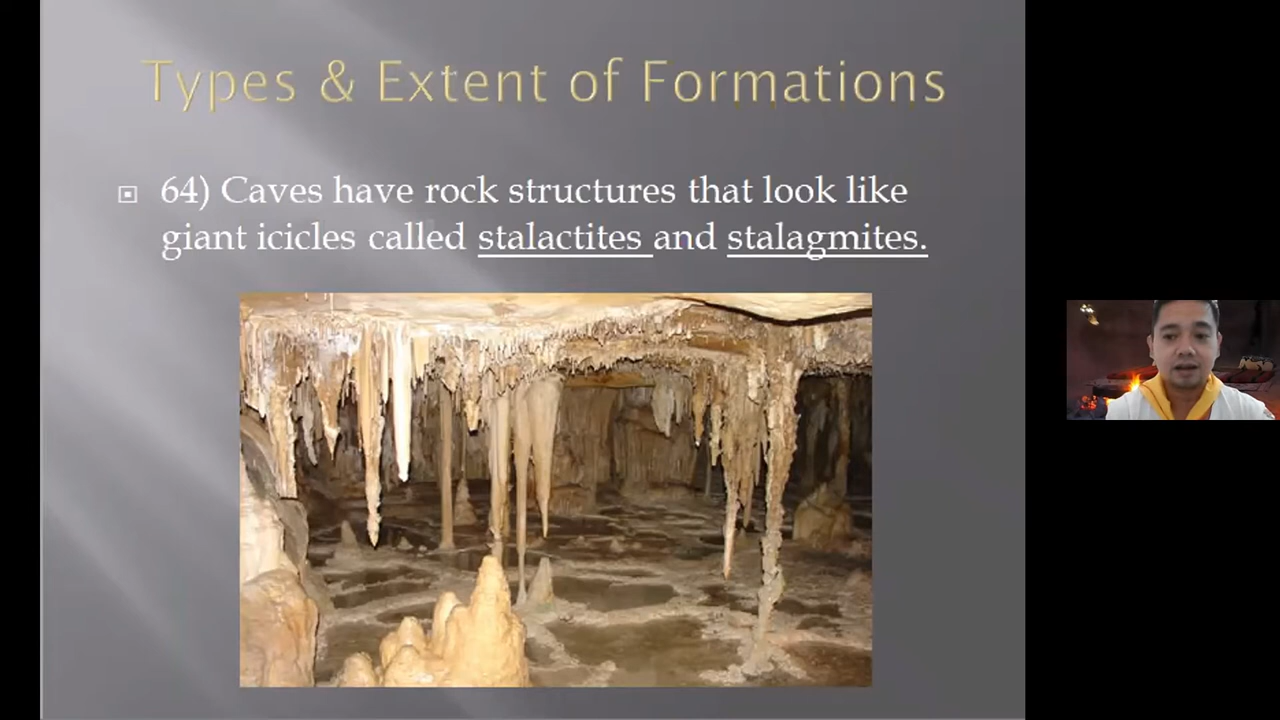 Types & Extent of Formations
64) Caves have rock structures that look like
giant icicles called stalactites and stalagmites.